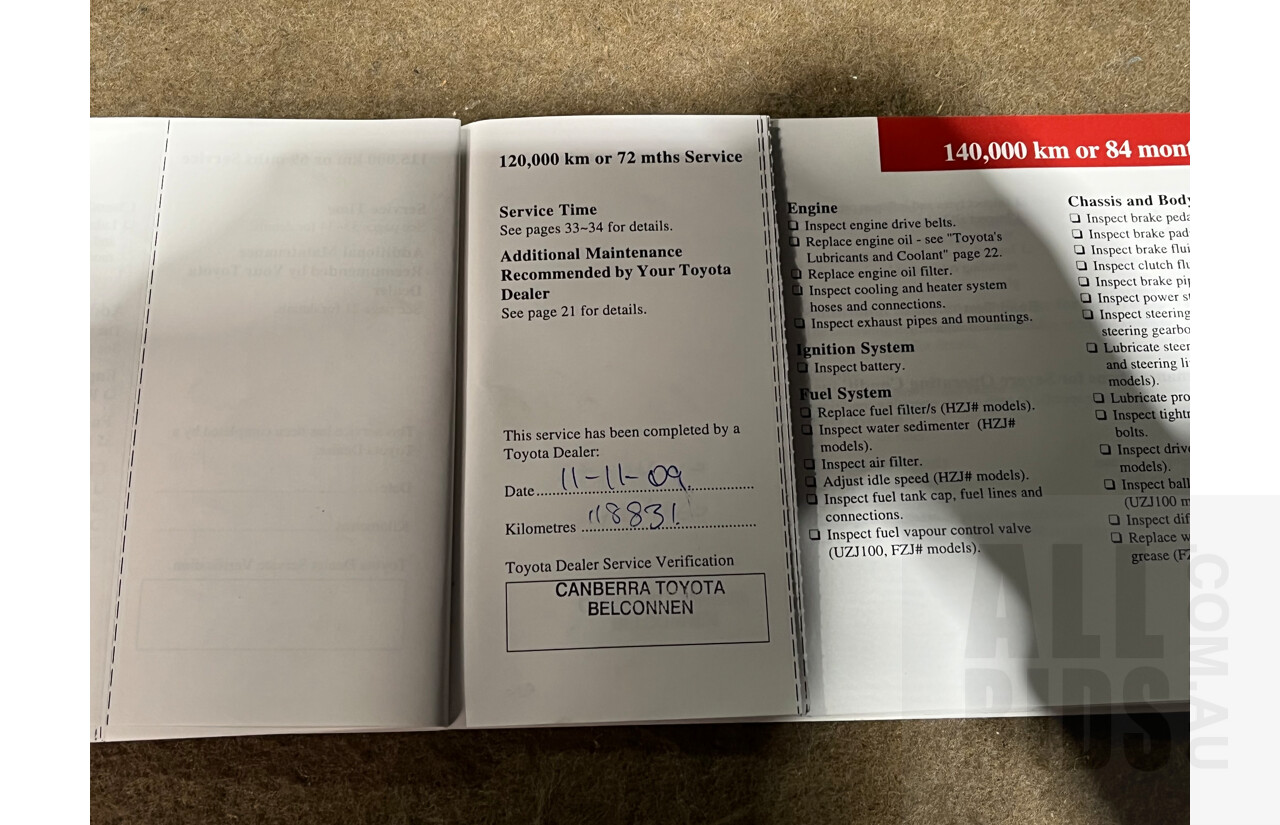 120,000 km or 72 mths Service
Service Time
See pages 33~34 for details.
Additional Maintenance
Recommended by Your Toyota
Dealer
See page 21 for details.
This service has been completed by a
Toyota Dealer:
Date 11-11-09
Kilometres 118831
Toyota Dealer Service Verification
CANBERRA TOYOTA
BELCONNEN
140,000 km or 84 mont
Engine
❏ Inspect engine drive belts.
❏ Replace engine oil - see "Toyota's
Lubricants and Coolant" page 22.
❏ Replace engine oil filter.
❏ Inspect cooling and heater system
hoses and connections.
❏ Inspect exhaust pipes and mountings.
Ignition System
❏ Inspect battery.
Fuel System
❏ Replace fuel filter/s (HZJ# models).
❏ Inspect water sedimenter (HZJ#
models).
❏ Inspect air filter.
❏ Adjust idle speed (HZJ# models).
❏ Inspect fuel tank cap, fuel lines and
connections.
❏ Inspect fuel vapour control valve
(UZJ100, FZJ# models).
Chassis and Body
❏ Inspect brake peda
❏ Inspect brake pad
❏ Inspect brake flui
❏ Inspect clutch flu
❏ Inspect brake pip
❏ Inspect power st
❏ Inspect steering
steering gearbo
❏ Lubricate steer
and steering li
models).
❏ Lubricate pro
❏ Inspect tightn
bolts.
❏ Inspect driv
models).
❏ Inspect ball
(UZJ100 m
❏ Inspect dif
❏ Replace w
grease (FZ
ALL
BIDS
COM.AU